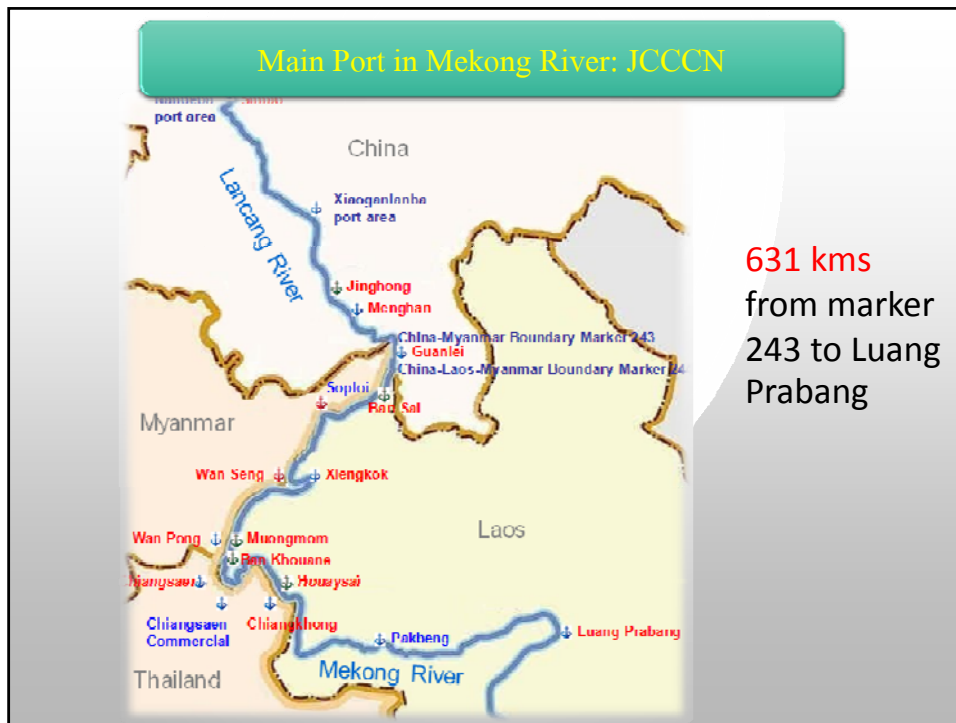 Main Port in Mekong River: JCCCN
port area
China
Xiaoganlanba
port area
Lancang River
Jinghong
Menghan
China-Myanmar Boundary Marker 243
Guanlei
China-Laos-Myanmar Boundary Marker 24
Soploi
Ban Sai
Myanmar
Wan Seng
Xiengkok
Laos
Wan Pong
Muongmom
Ban Khouane
Houaysai
Chiangsaen
Commercial
Chiangkhong
Pakbeng
Luang Prabang
Mekong River
Thailand
631 kms
from marker
243 to Luang
Prabang